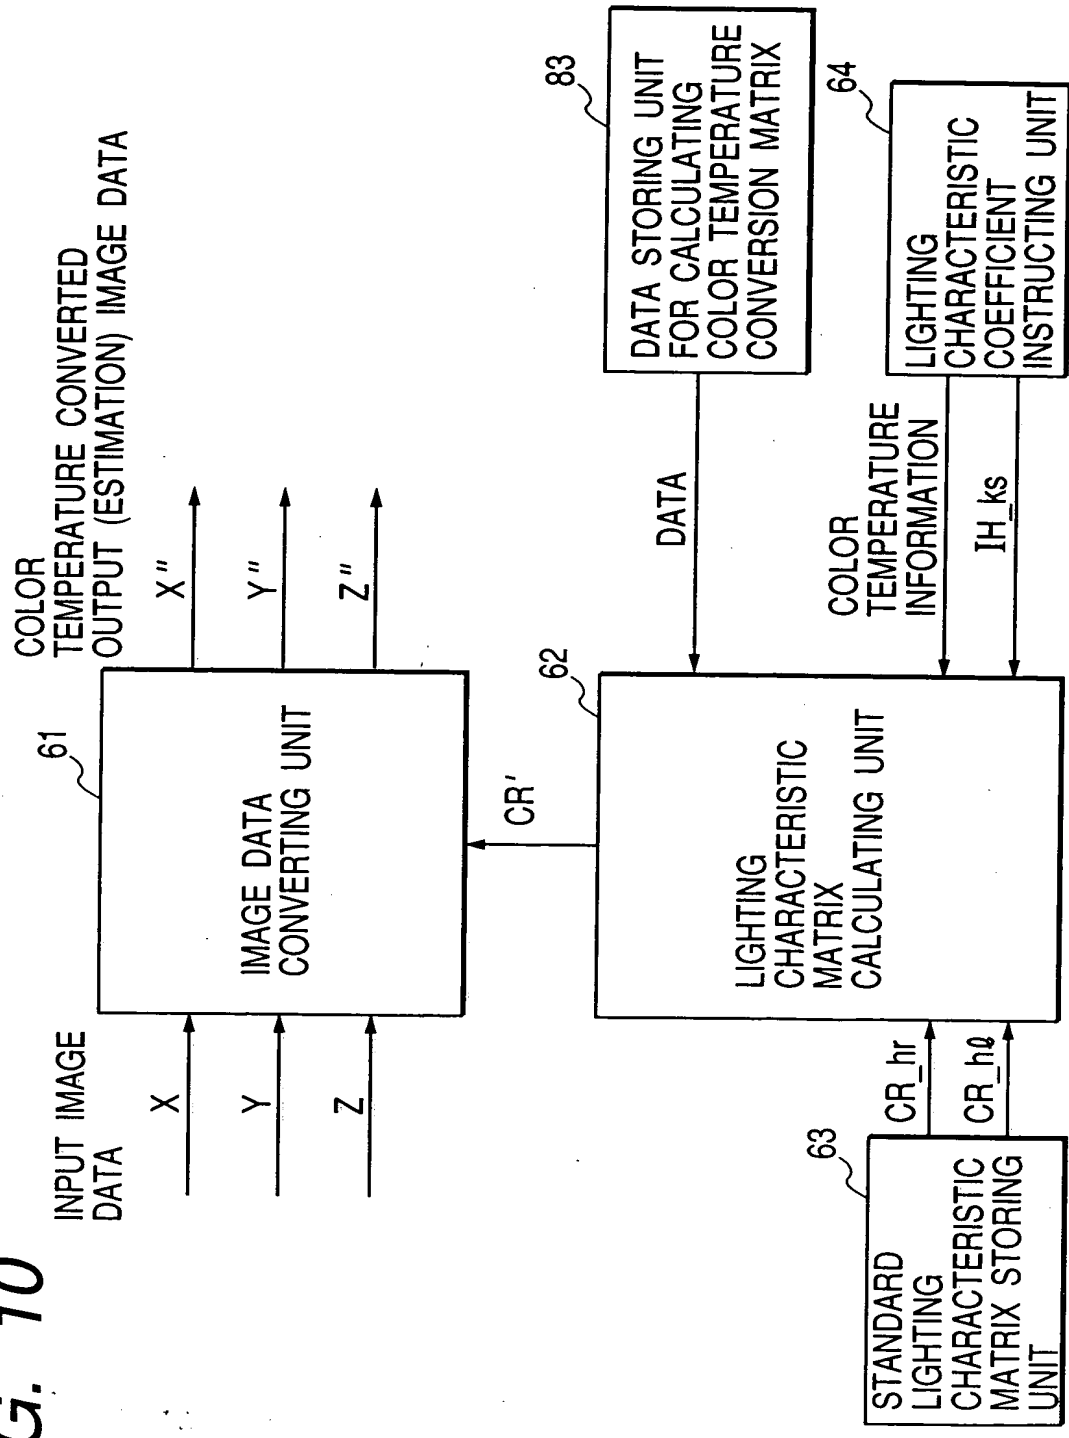 G. 10
INPUT IMAGE
DATA
X
Y
Z
61
IMAGE DATA
CONVERTING UNIT
COLOR
TEMPERATURE CONVERTED
OUTPUT (ESTIMATION) IMAGE DATA
X"
Y"
Z"
CR'
62
LIGHTING
CHARACTERISTIC
MATRIX
CALCULATING UNIT
63
STANDARD
LIGHTING
CHARACTERISTIC
MATRIX STORING
UNIT
CR_hr
CR_hℓ
DATA
83
DATA STORING UNIT
FOR CALCULATING
COLOR TEMPERATURE
CONVERSION MATRIX
COLOR
TEMPERATURE
INFORMATION
IH_ks
64
LIGHTING
CHARACTERISTIC
COEFFICIENT
INSTRUCTING UNIT